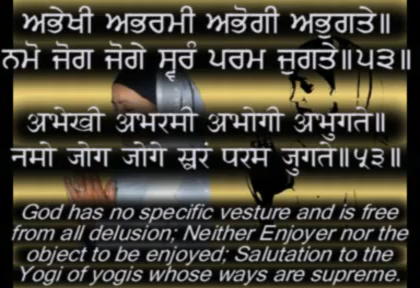 ਅਭੇਖੀ ਅਭਰਮੀ ਅਭੋਗੀ ਅਭੁਗਤੇ॥
ਨਮੋ ਜੋਗ ਜੋਗੇ ਸ੍ਵਰੰ ਪਰਮ ਜੁਗਤੇ॥੫੩॥
अभेखी अभरमी अभोगी अभुगते॥
नमो जोग जोगे स्वरं परम जुगते॥५३॥
God has no specific vesture and is free
from all delusion; Neither Enjoyer nor the
object to be enjoyed; Salutation to the
Yogi of yogis whose ways are supreme.